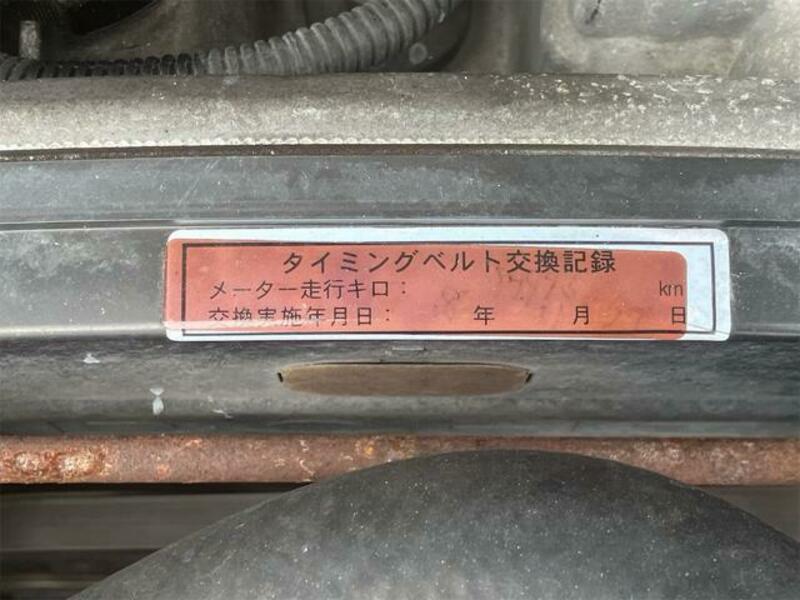 タイミングベルト交換記録
メーター走行キロ： km
交換実施年月日： 年 月 日